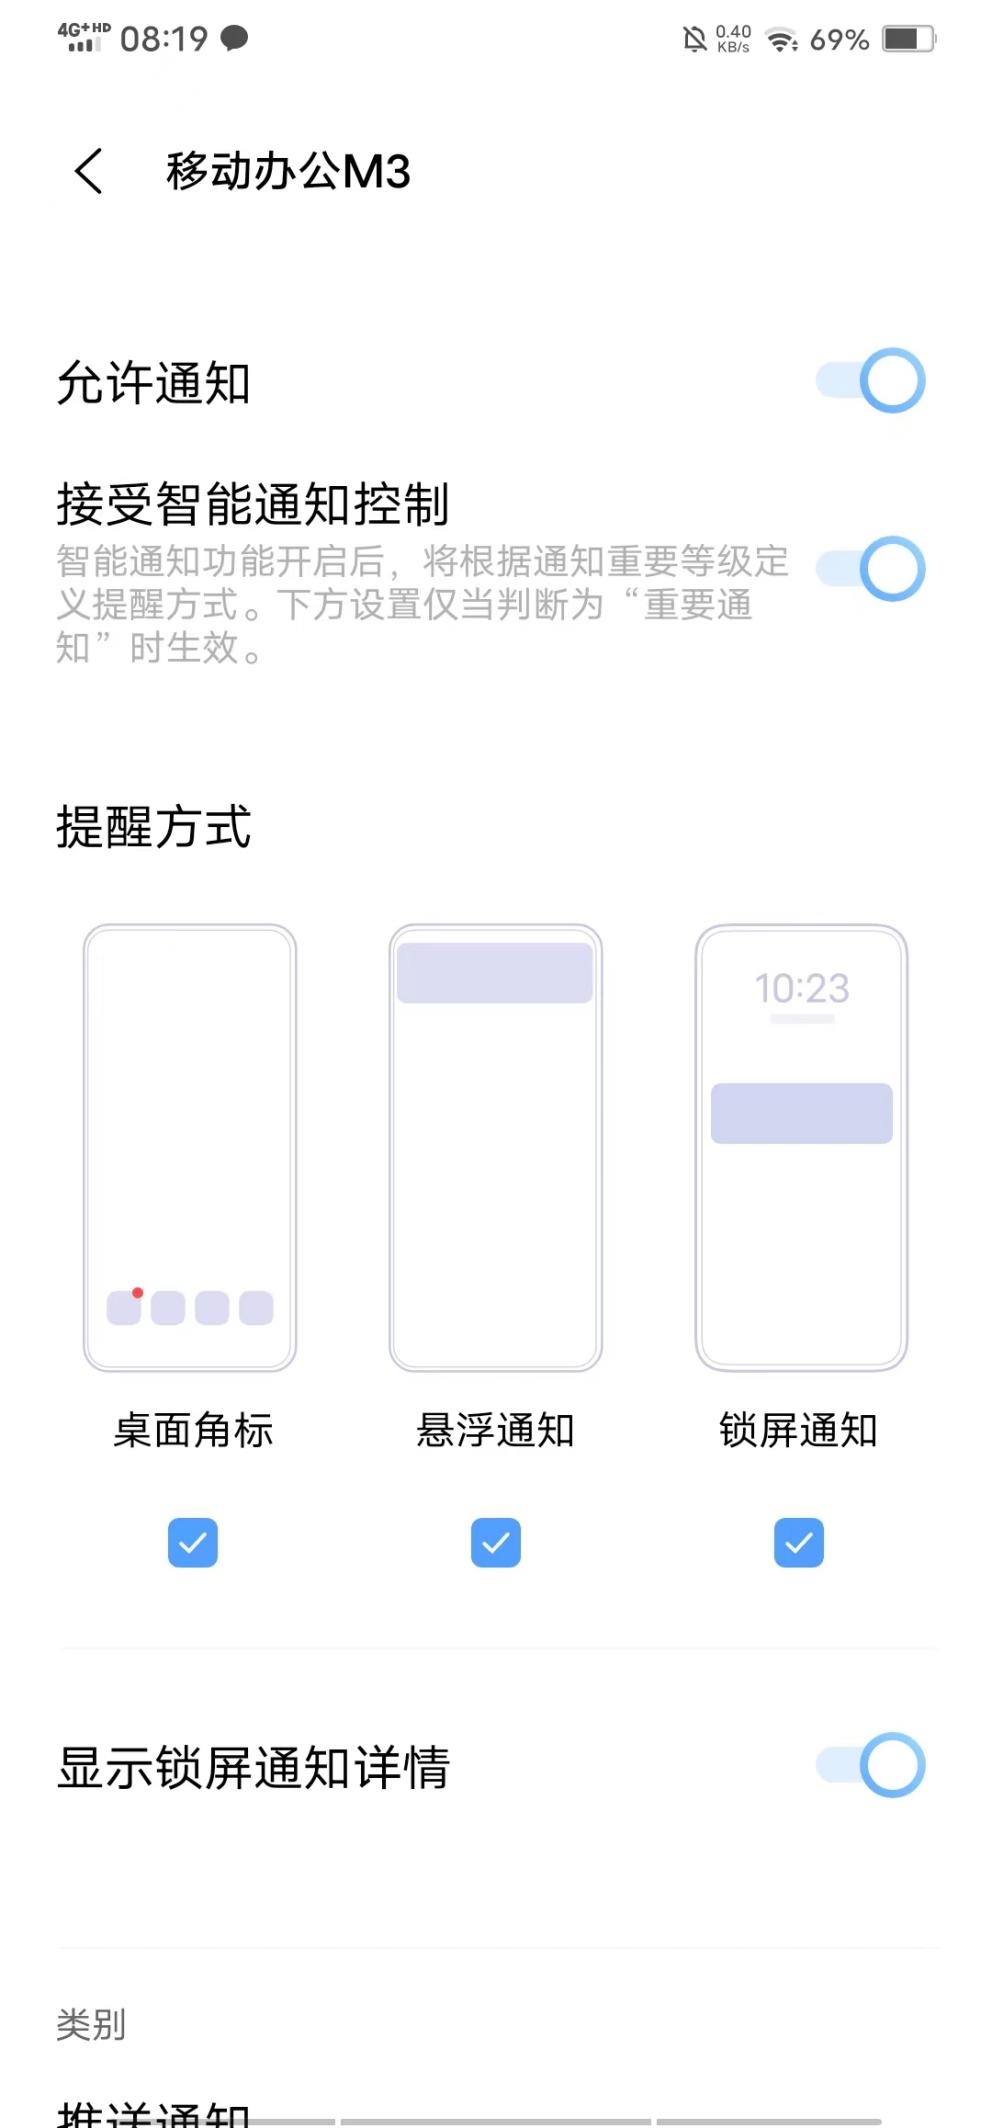 4G+ HD 08:19 0.40 KB/s 69%
移动办公M3
允许通知
接受智能通知控制
智能通知功能开启后，将根据通知重要等级定
义提醒方式。下方设置仅当判断为“重要通
知”时生效。
提醒方式
10:23
桌面角标 悬浮通知 锁屏通知
显示锁屏通知详情
类别
推送通知